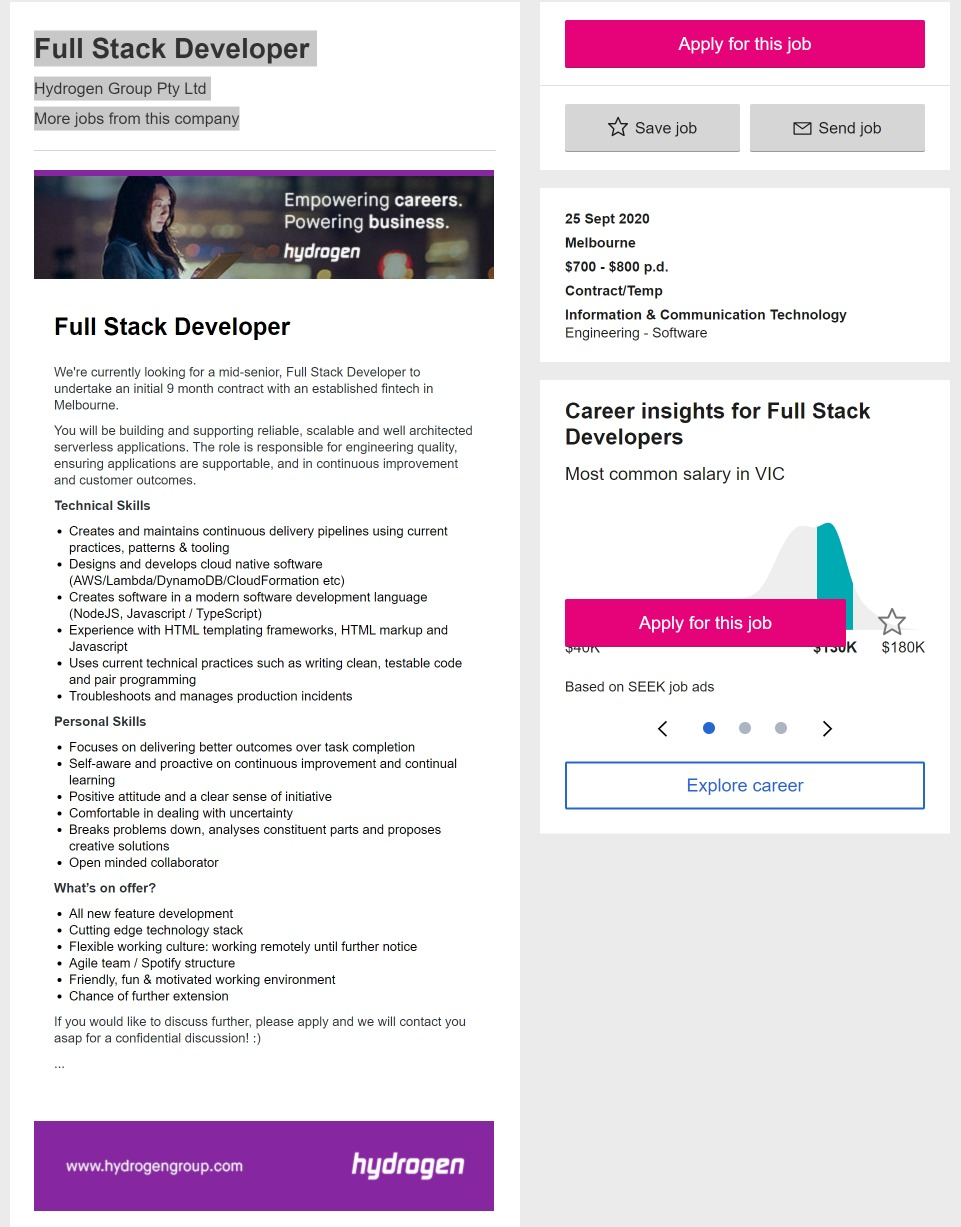 Full Stack Developer
Hydrogen Group Pty Ltd
More jobs from this company
Empowering careers.
Powering business.
hydrogen
Full Stack Developer
We're currently looking for a mid-senior, Full Stack Developer to
undertake an initial 9 month contract with an established fintech in
Melbourne.
You will be building and supporting reliable, scalable and well architected
serverless applications. The role is responsible for engineering quality,
ensuring applications are supportable, and in continuous improvement
and customer outcomes.
Technical Skills
• Creates and maintains continuous delivery pipelines using current
practices, patterns & tooling
• Designs and develops cloud native software
(AWS/Lambda/DynamoDB/CloudFormation etc)
• Creates software in a modern software development language
(NodeJS, Javascript / TypeScript)
• Experience with HTML templating frameworks, HTML markup and
Javascript
• Uses current technical practices such as writing clean, testable code
and pair programming
• Troubleshoots and manages production incidents
Personal Skills
• Focuses on delivering better outcomes over task completion
• Self-aware and proactive on continuous improvement and continual
learning
• Positive attitude and a clear sense of initiative
• Comfortable in dealing with uncertainty
• Breaks problems down, analyses constituent parts and proposes
creative solutions
• Open minded collaborator
What's on offer?
• All new feature development
• Cutting edge technology stack
• Flexible working culture: working remotely until further notice
• Agile team / Spotify structure
• Friendly, fun & motivated working environment
• Chance of further extension
If you would like to discuss further, please apply and we will contact you
asap for a confidential discussion! :)
...
www.hydrogengroup.com
hydrogen
Apply for this job
Save job
Send job
25 Sept 2020
Melbourne
$700 - $800 p.d.
Contract/Temp
Information & Communication Technology
Engineering - Software
Career insights for Full Stack
Developers
Most common salary in VIC
Apply for this job
$40K
$130K
$180K
Based on SEEK job ads
Explore career